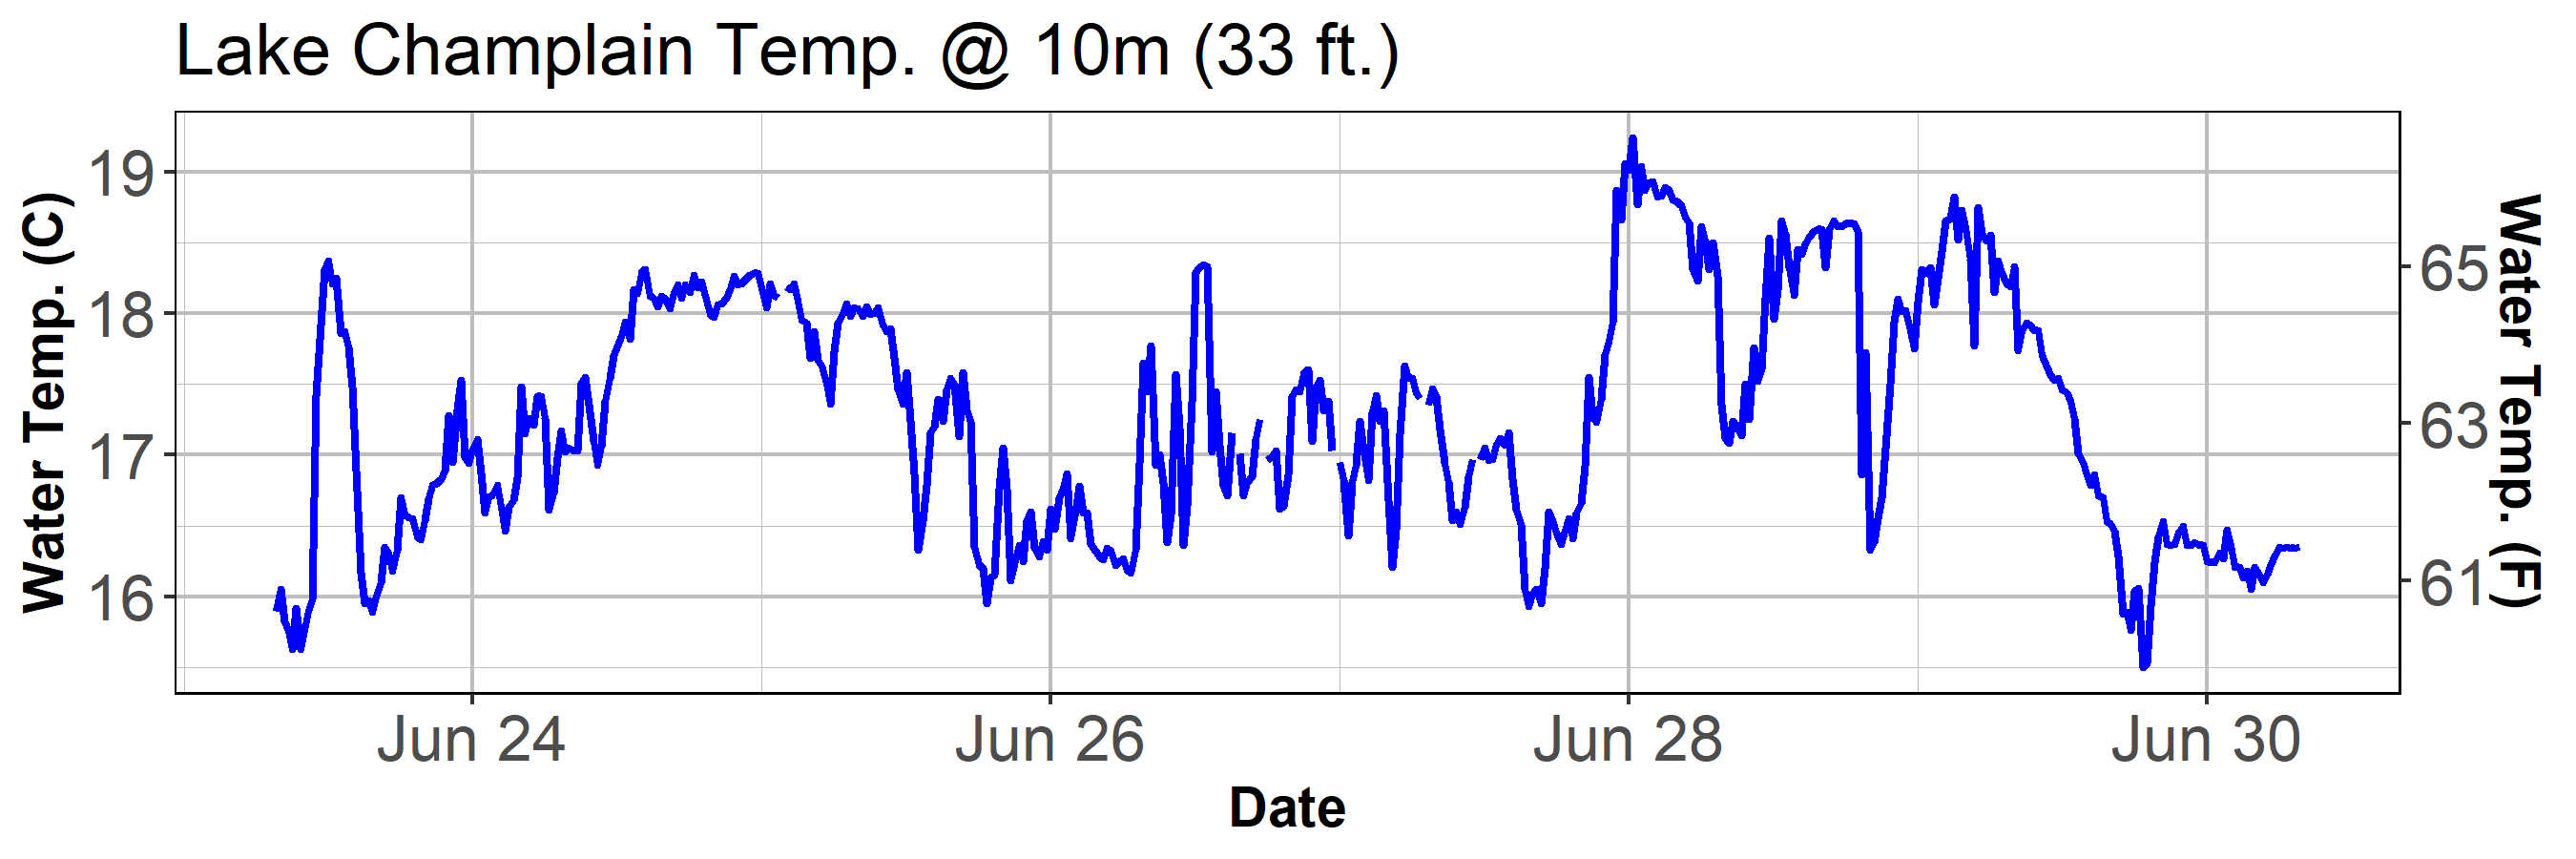 Lake Champlain Temp. @ 10m (33 ft.)
Water Temp. (C)
19
18
17
16
65
63
61
Water Temp. (F)
Jun 24
Jun 26
Jun 28
Jun 30
Date